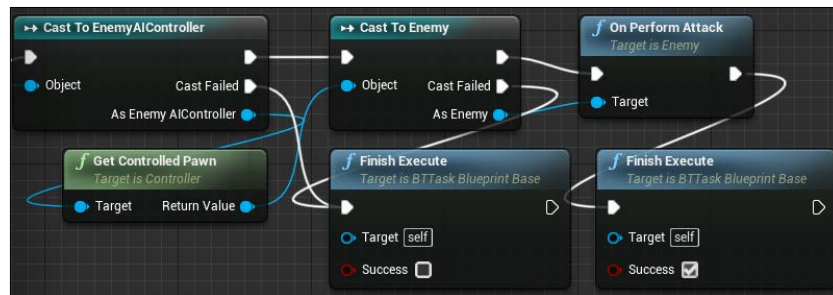 Cast To EnemyAIController
Object
Cast Failed
As Enemy AIController
Cast To Enemy
Object
Cast Failed
As Enemy
On Perform Attack
Target is Enemy
Target
Get Controlled Pawn
Target is Controller
Target
Return Value
Finish Execute
Target is BTTask Blueprint Base
Target self
Success
Finish Execute
Target is BTTask Blueprint Base
Target self
Success